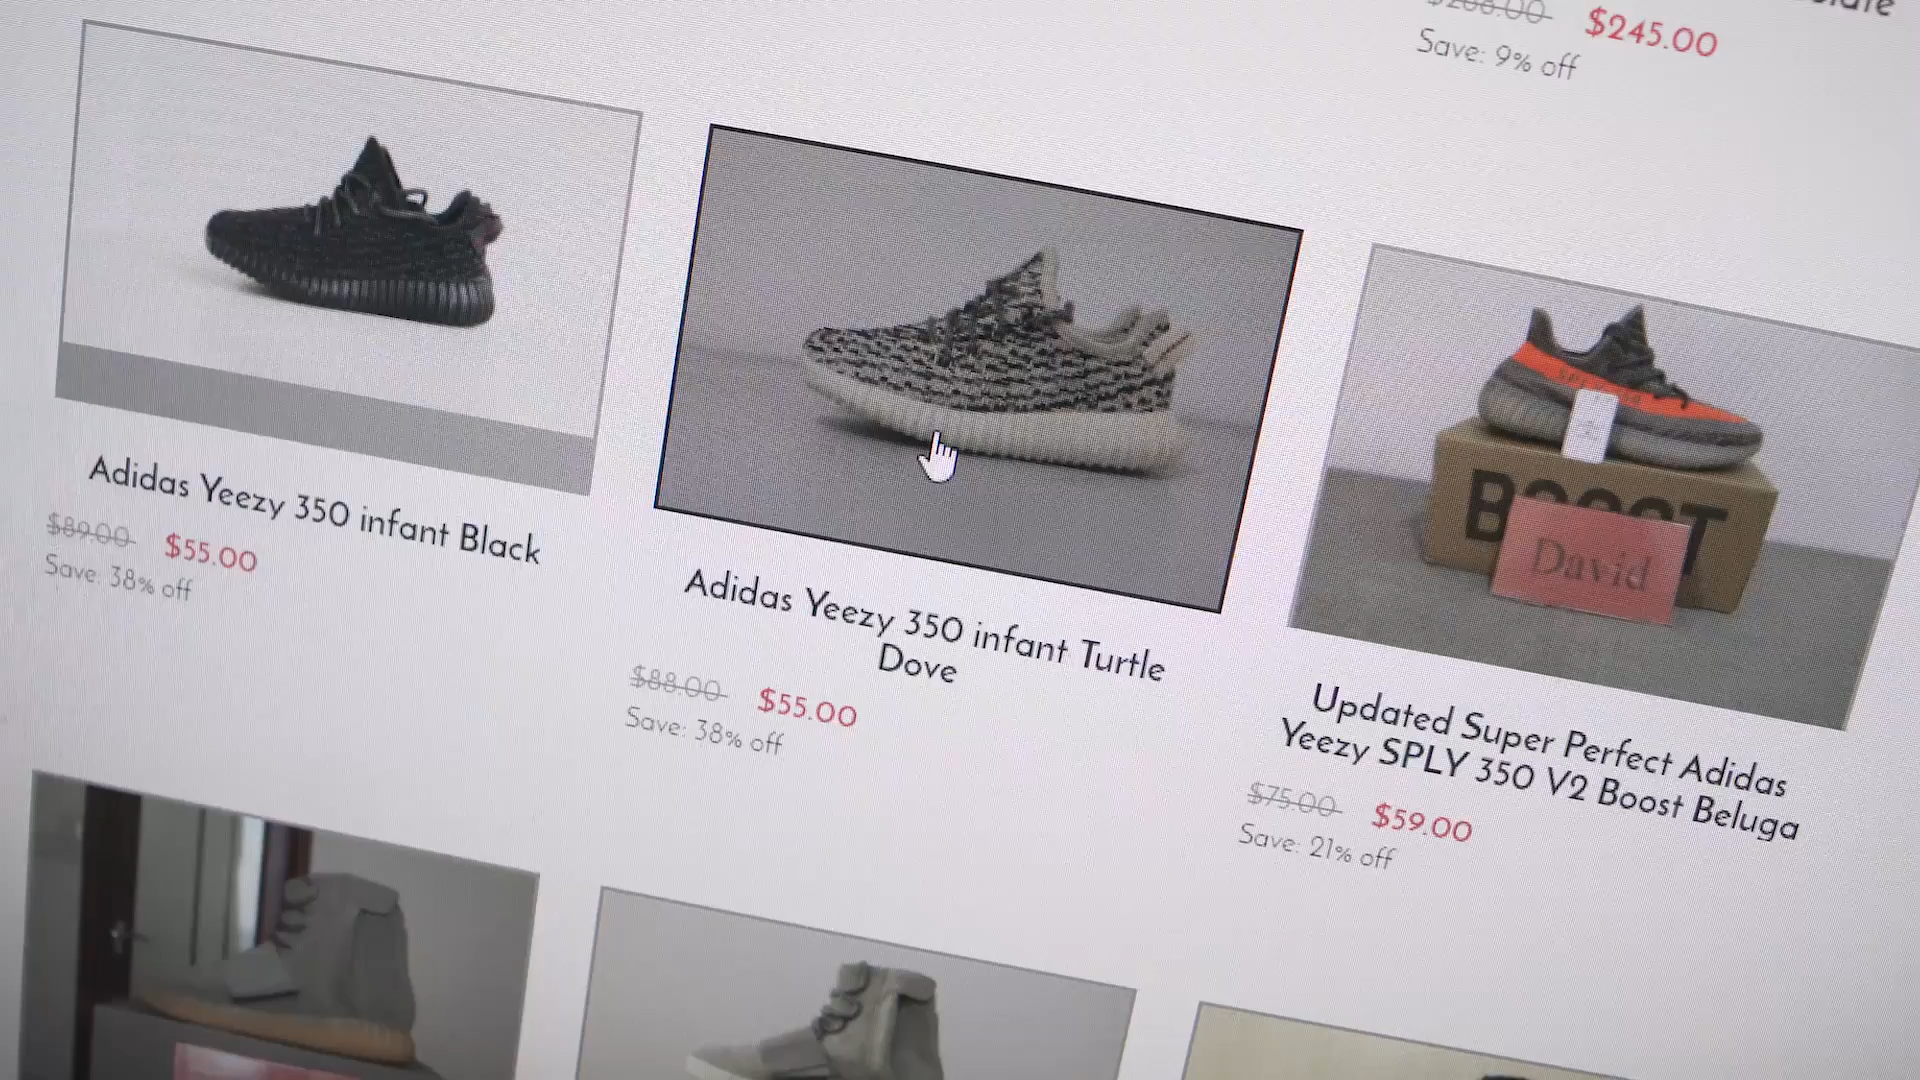 $245.00
Save: 9% off
Adidas Yeezy 350 infant Black
$89.00 $55.00
Save: 38% off
Adidas Yeezy 350 infant Turtle
Dove
$88.00 $55.00
Save: 38% off
BOOST
David
Updated Super Perfect Adidas
Yeezy SPLY 350 V2 Boost Beluga
$75.00 $59.00
Save: 21% off